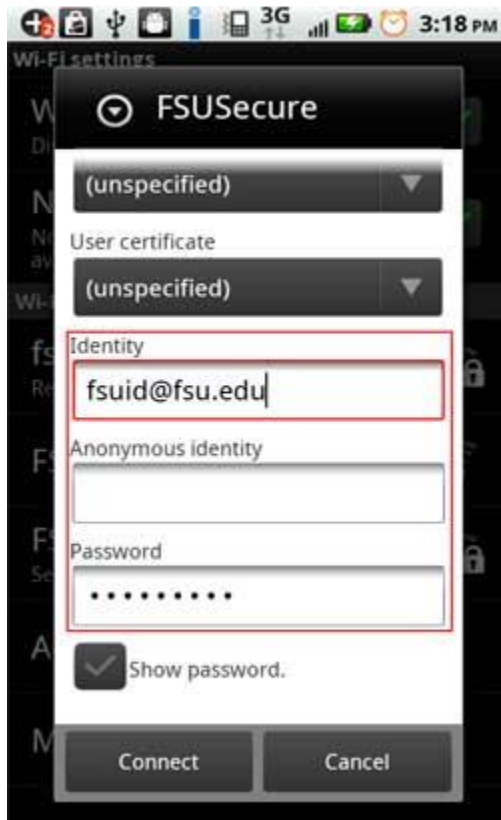 3G 3:18 PM
Wi-Fi settings
FSUSecure
(unspecified)
User certificate
(unspecified)
Identity
fsuid@fsu.edu
Anonymous identity
Password
•••••••••
Show password.
Connect Cancel